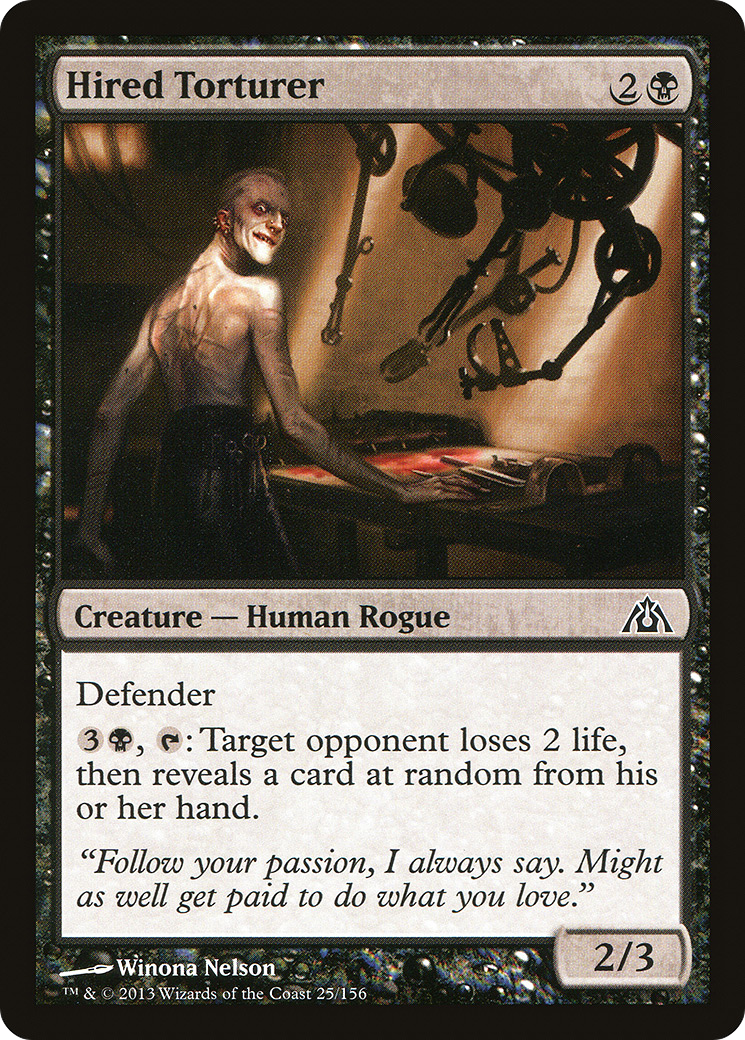 Hired Torturer 2
Creature — Human Rogue
Defender
3, : Target opponent loses 2 life,
then reveals a card at random from his
or her hand.
“Follow your passion, I always say. Might
as well get paid to do what you love.”
2/3
Winona Nelson
™ & © 2013 Wizards of the Coast 25/156